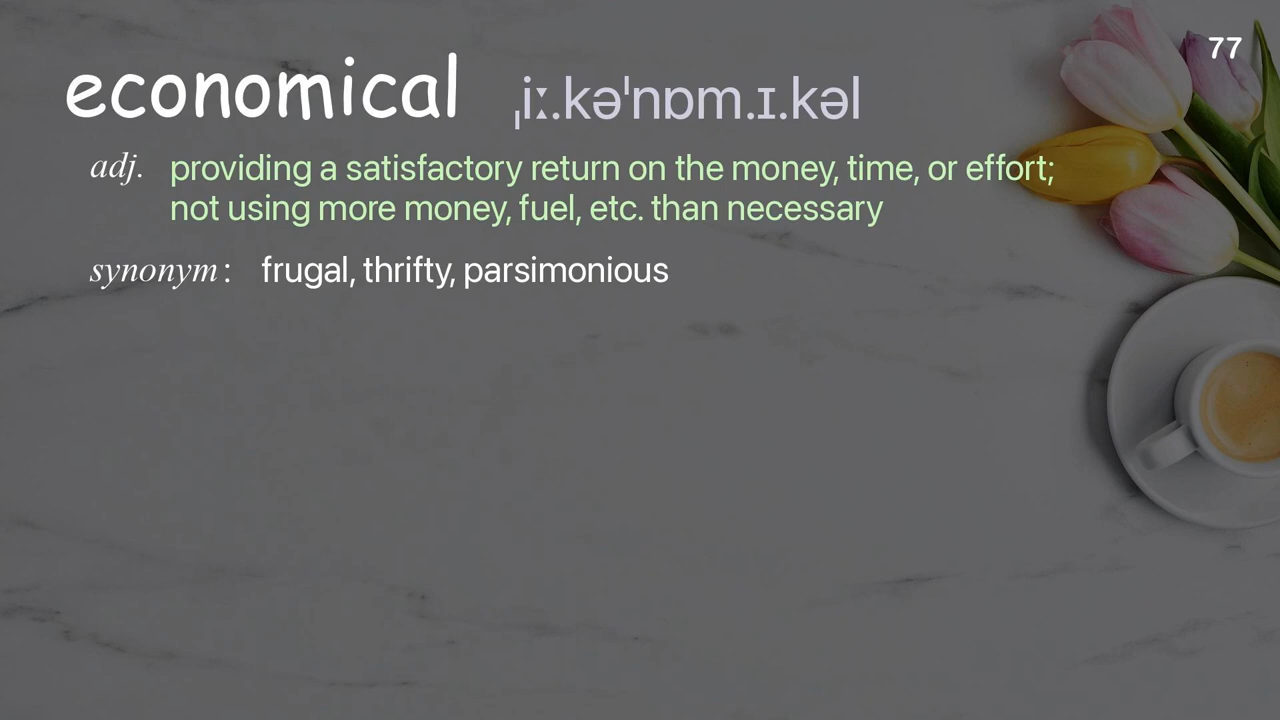 77
economical ˌiː.kəˈnɒm.ɪ.kəl
adj. providing a satisfactory return on the money, time, or effort;
not using more money, fuel, etc. than necessary
synonym: frugal, thrifty, parsimonious